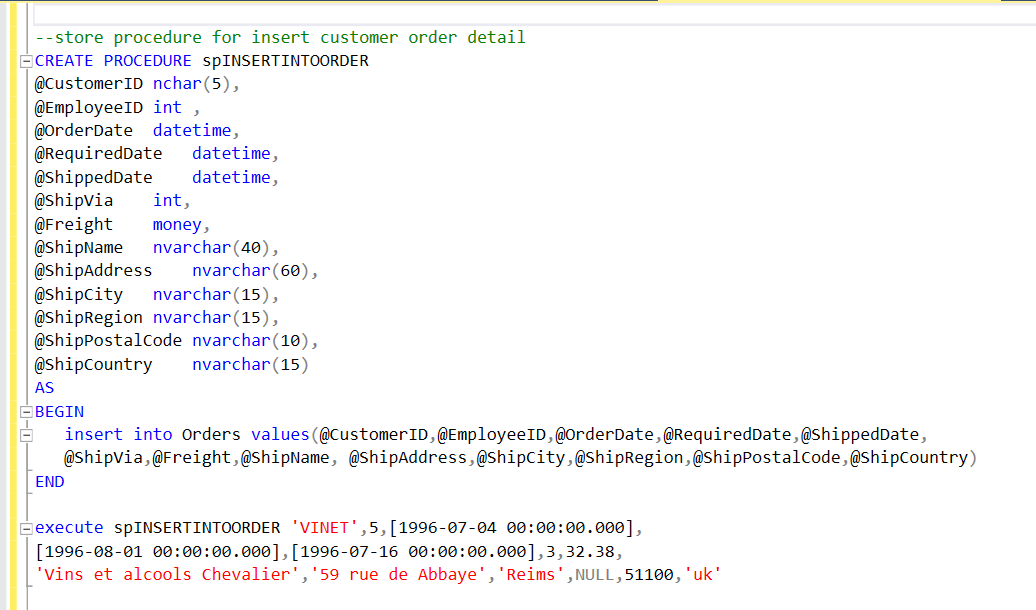 --store procedure for insert customer order detail
CREATE PROCEDURE spINSERTINTOORDER
@CustomerID nchar(5),
@EmployeeID int ,
@OrderDate  datetime,
@RequiredDate   datetime,
@ShippedDate    datetime,
@ShipVia    int,
@Freight    money,
@ShipName   nvarchar(40),
@ShipAddress    nvarchar(60),
@ShipCity   nvarchar(15),
@ShipRegion nvarchar(15),
@ShipPostalCode nvarchar(10),
@ShipCountry    nvarchar(15)
AS
BEGIN
insert into Orders values(@CustomerID,@EmployeeID,@OrderDate,@RequiredDate,@ShippedDate,
@ShipVia,@Freight,@ShipName, @ShipAddress,@ShipCity,@ShipRegion,@ShipPostalCode,@ShipCountry)
END
execute spINSERTINTOORDER 'VINET',5,[1996-07-04 00:00:00.000],
[1996-08-01 00:00:00.000],[1996-07-16 00:00:00.000],3,32.38,
'Vins et alcools Chevalier','59 rue de Abbaye','Reims',NULL,51100,'uk'